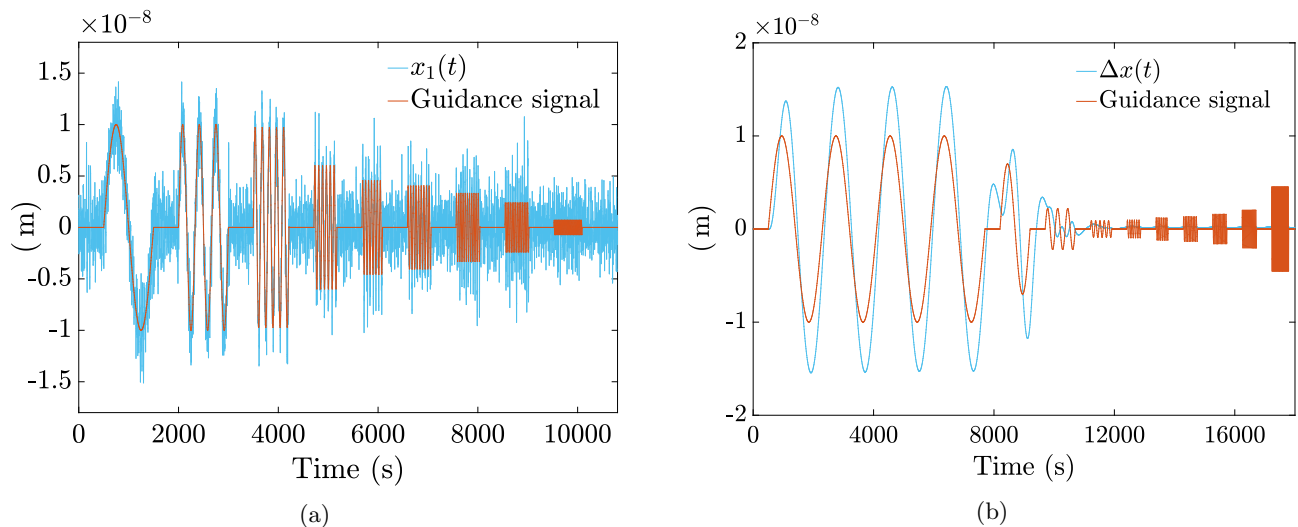 ×10⁻⁸
1.5
1
0.5
0
-0.5
-1
-1.5
(m)
x₁(t)
Guidance signal
0 2000 4000 6000 8000 10000
Time (s)
(a)
×10⁻⁸
2
1
0
-1
-2
(m)
Δx(t)
Guidance signal
0 4000 8000 12000 16000
Time (s)
(b)